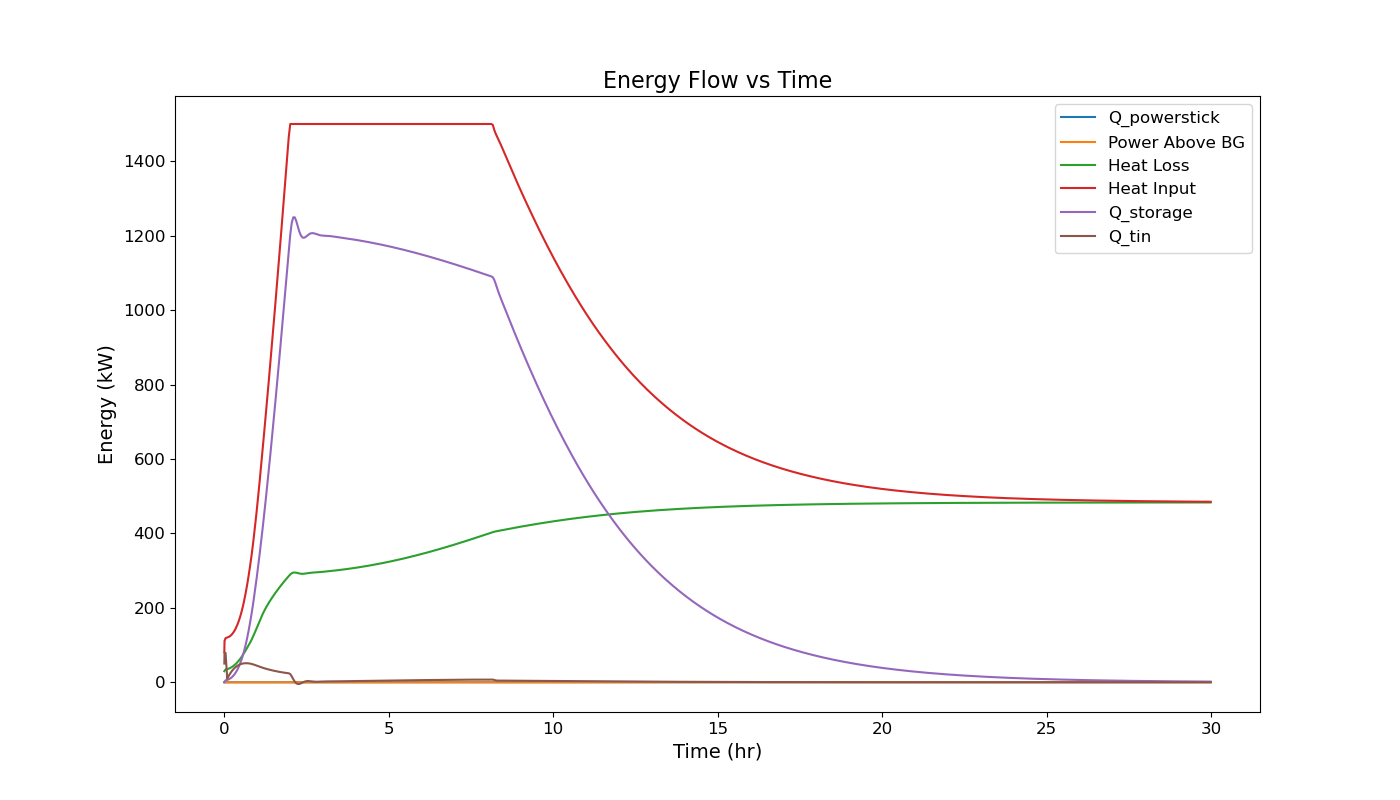 Energy Flow vs Time
Q_powerstick
Power Above BG
Heat Loss
Heat Input
Q_storage
Q_tin
1400
1200
1000
800
600
400
200
0
Energy (kW)
0 5 10 15 20 25 30
Time (hr)